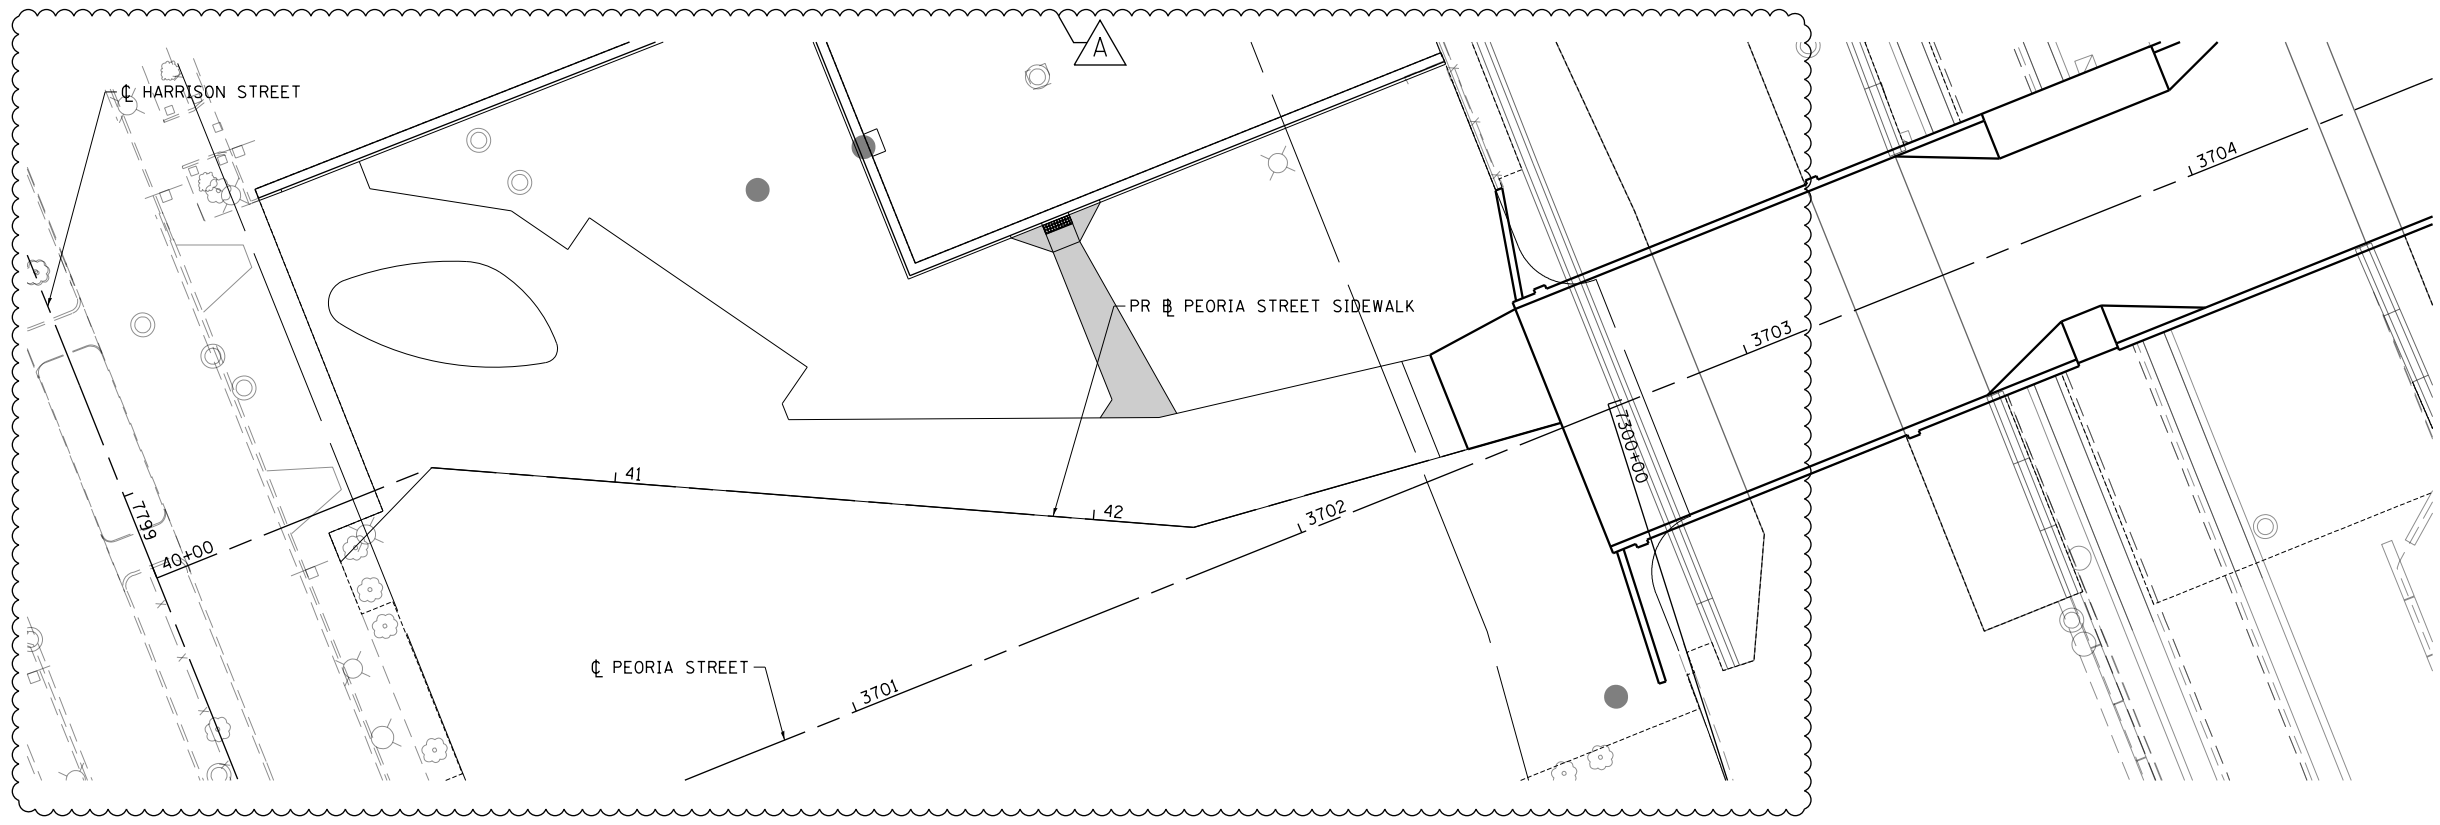 A
℄ HARRISON STREET
3704
PR ⅊ PEORIA STREET SIDEWALK
3703
7300+00
41
42
3702
7799
40+00
℄ PEORIA STREET
3701